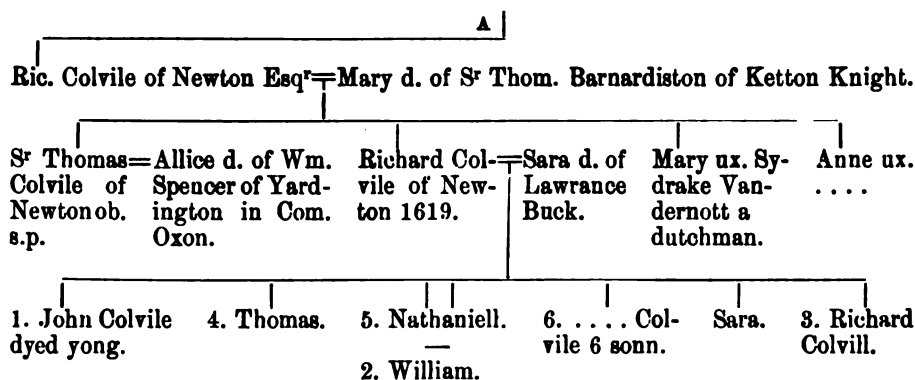 A
Ric. Colvile of Newton Esqʳ=Mary d. of Sʳ Thom. Barnardiston of Ketton Knight.
Sʳ Thomas=
Colvile of
Newton ob.
s.p.
Allice d. of Wm.
Spencer of Yard-
ington in Com.
Oxon.
Richard Col-
vile of New-
ton 1619.
=Sara d. of
Lawrance
Buck.
Mary ux. Sy-
drake Van-
dernott a
dutchman.
Anne ux.
. . . .
1. John Colvile
dyed yong.
4. Thomas.
5. Nathaniell.
—
2. William.
6. . . . . Col-
vile 6 sonn.
Sara.
3. Richard
Colvill.